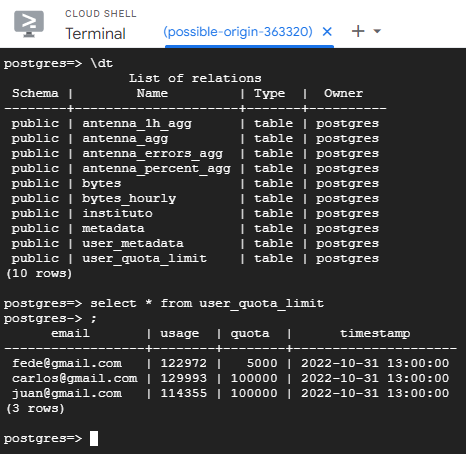 CLOUD SHELL
Terminal (possible-origin-363320) × + ▾
postgres=> \dt
List of relations
Schema | Name | Type | Owner
--------+---------------------+-------+----------
public | antenna_1h_agg | table | postgres
public | antenna_agg | table | postgres
public | antenna_errors_agg | table | postgres
public | antenna_percent_agg | table | postgres
public | bytes | table | postgres
public | bytes_hourly | table | postgres
public | instituto | table | postgres
public | metadata | table | postgres
public | user_metadata | table | postgres
public | user_quota_limit | table | postgres
(10 rows)
postgres=> select * from user_quota_limit
postgres-> ;
email | usage | quota | timestamp
------------------+--------+--------+---------------------
fede@gmail.com | 122972 | 5000 | 2022-10-31 13:00:00
carlos@gmail.com | 129993 | 100000 | 2022-10-31 13:00:00
juan@gmail.com | 114355 | 100000 | 2022-10-31 13:00:00
(3 rows)
postgres=>